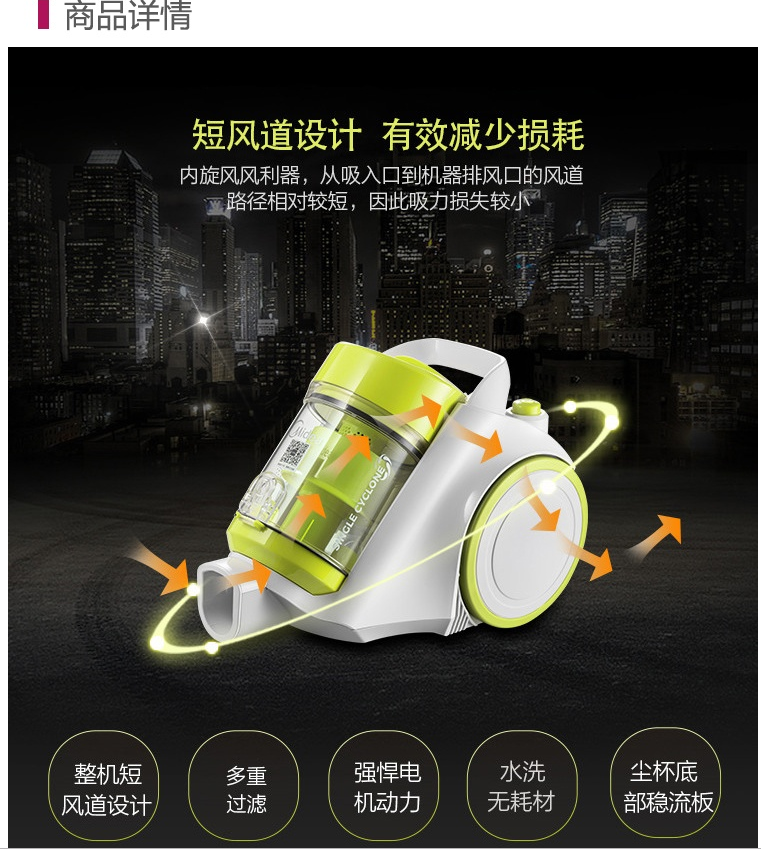 商品详情
短风道设计 有效减少损耗
内旋风风利器，从吸入口到机器排风口的风道
路径相对较短，因此吸力损失较小
SINGLE CYCLONE
整机短
风道设计
多重
过滤
强悍电
机动力
水洗
无耗材
尘杯底
部稳流板